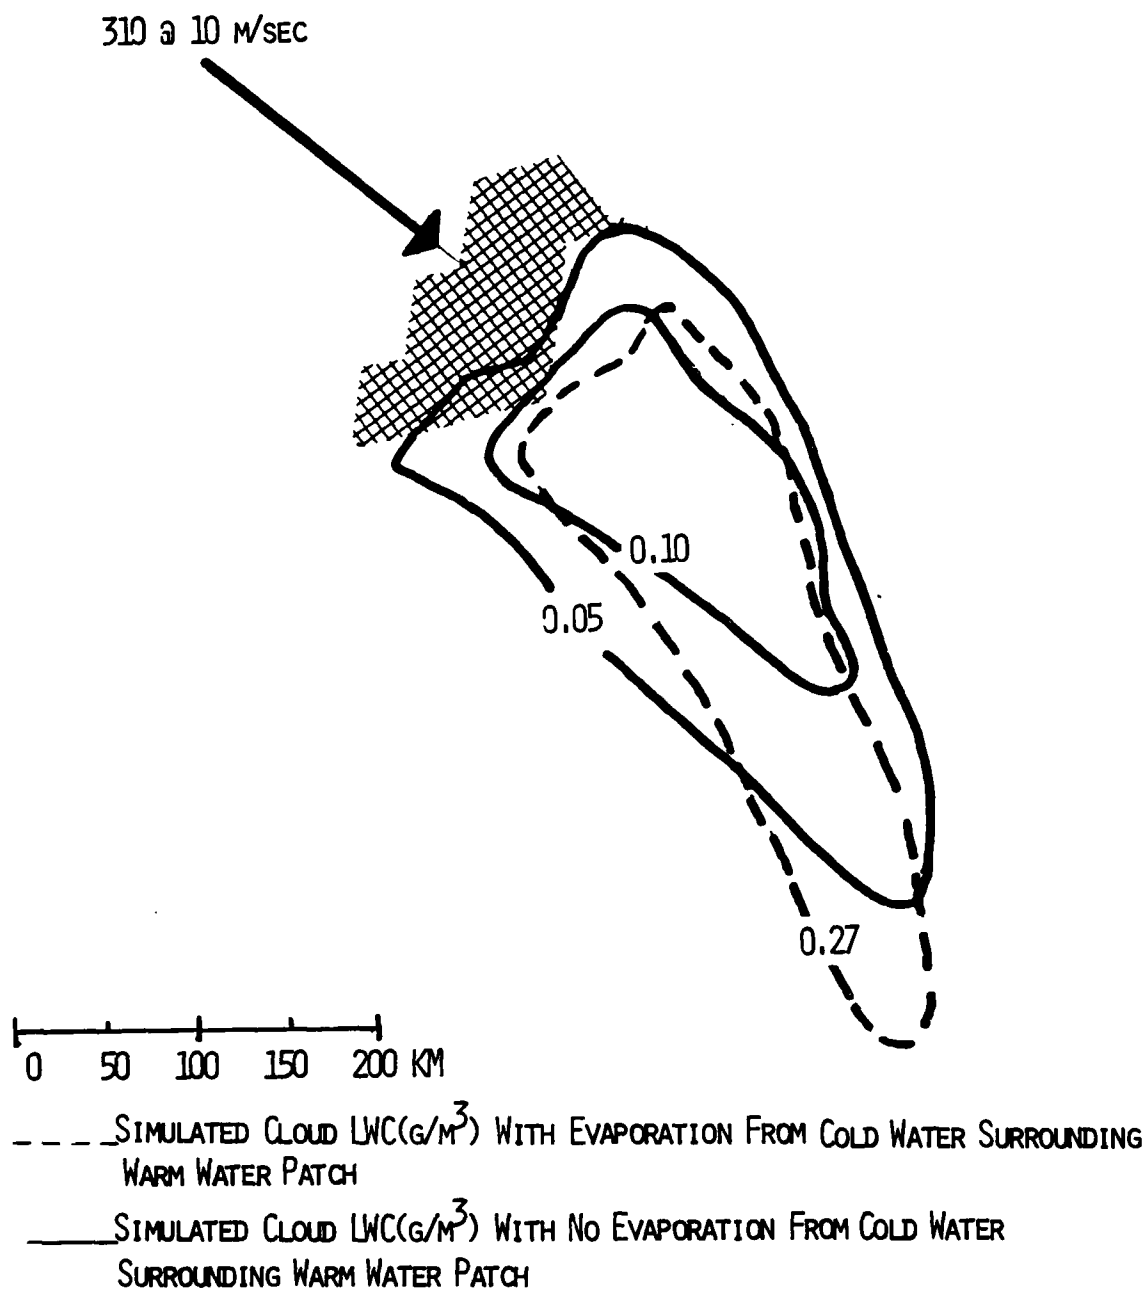 310 @ 10 M/SEC
0.10
0.05
0.27
0 50 100 150 200 KM
SIMULATED CLOUD LWC(G/M³) WITH EVAPORATION FROM COLD WATER SURROUNDING
WARM WATER PATCH
SIMULATED CLOUD LWC(G/M³) WITH NO EVAPORATION FROM COLD WATER
SURROUNDING WARM WATER PATCH